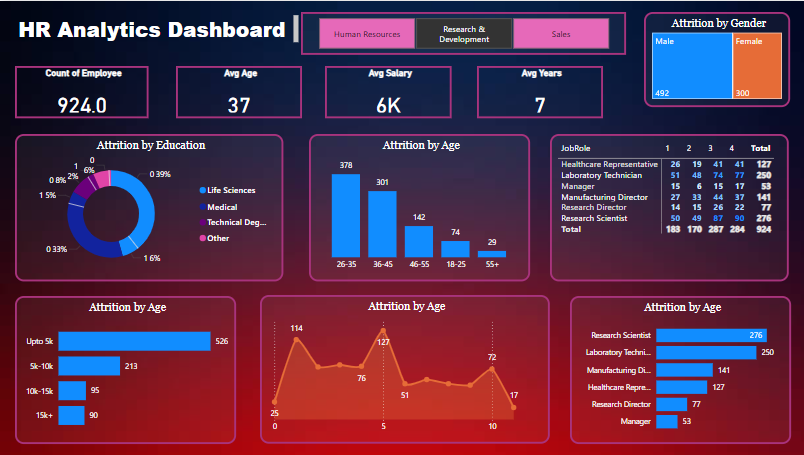 HR Analytics Dashboard
Human Resources
Research &
Development
Sales
Attrition by Gender
Male
Female
492
300
Count of Employee
924.0
Avg Age
37
Avg Salary
6K
Avg Years
7
Attrition by Education
0
1
6%
2%
0 8%
1 5%
0 39%
0 33%
1 6%
Life Sciences
Medical
Technical Deg...
Other
Attrition by Age
378
301
142
74
29
26-35 36-45 46-55 18-25 55+
JobRole 1 2 3 4 Total
Healthcare Representative 26 19 41 41 127
Laboratory Technician 51 48 74 77 250
Manager 15 6 15 17 53
Manufacturing Director 27 33 44 37 141
Research Director 14 15 26 22 77
Research Scientist 50 49 87 90 276
Total 183 170 287 284 924
Attrition by Age
Upto 5k 526
5k-10k 213
10k-15k 95
15k+ 90
Attrition by Age
114
127
76
72
51
25
17
0 5 10
Attrition by Age
Research Scientist 276
Laboratory Techni... 250
Manufacturing Di... 141
Healthcare Repre... 127
Research Director 77
Manager 53